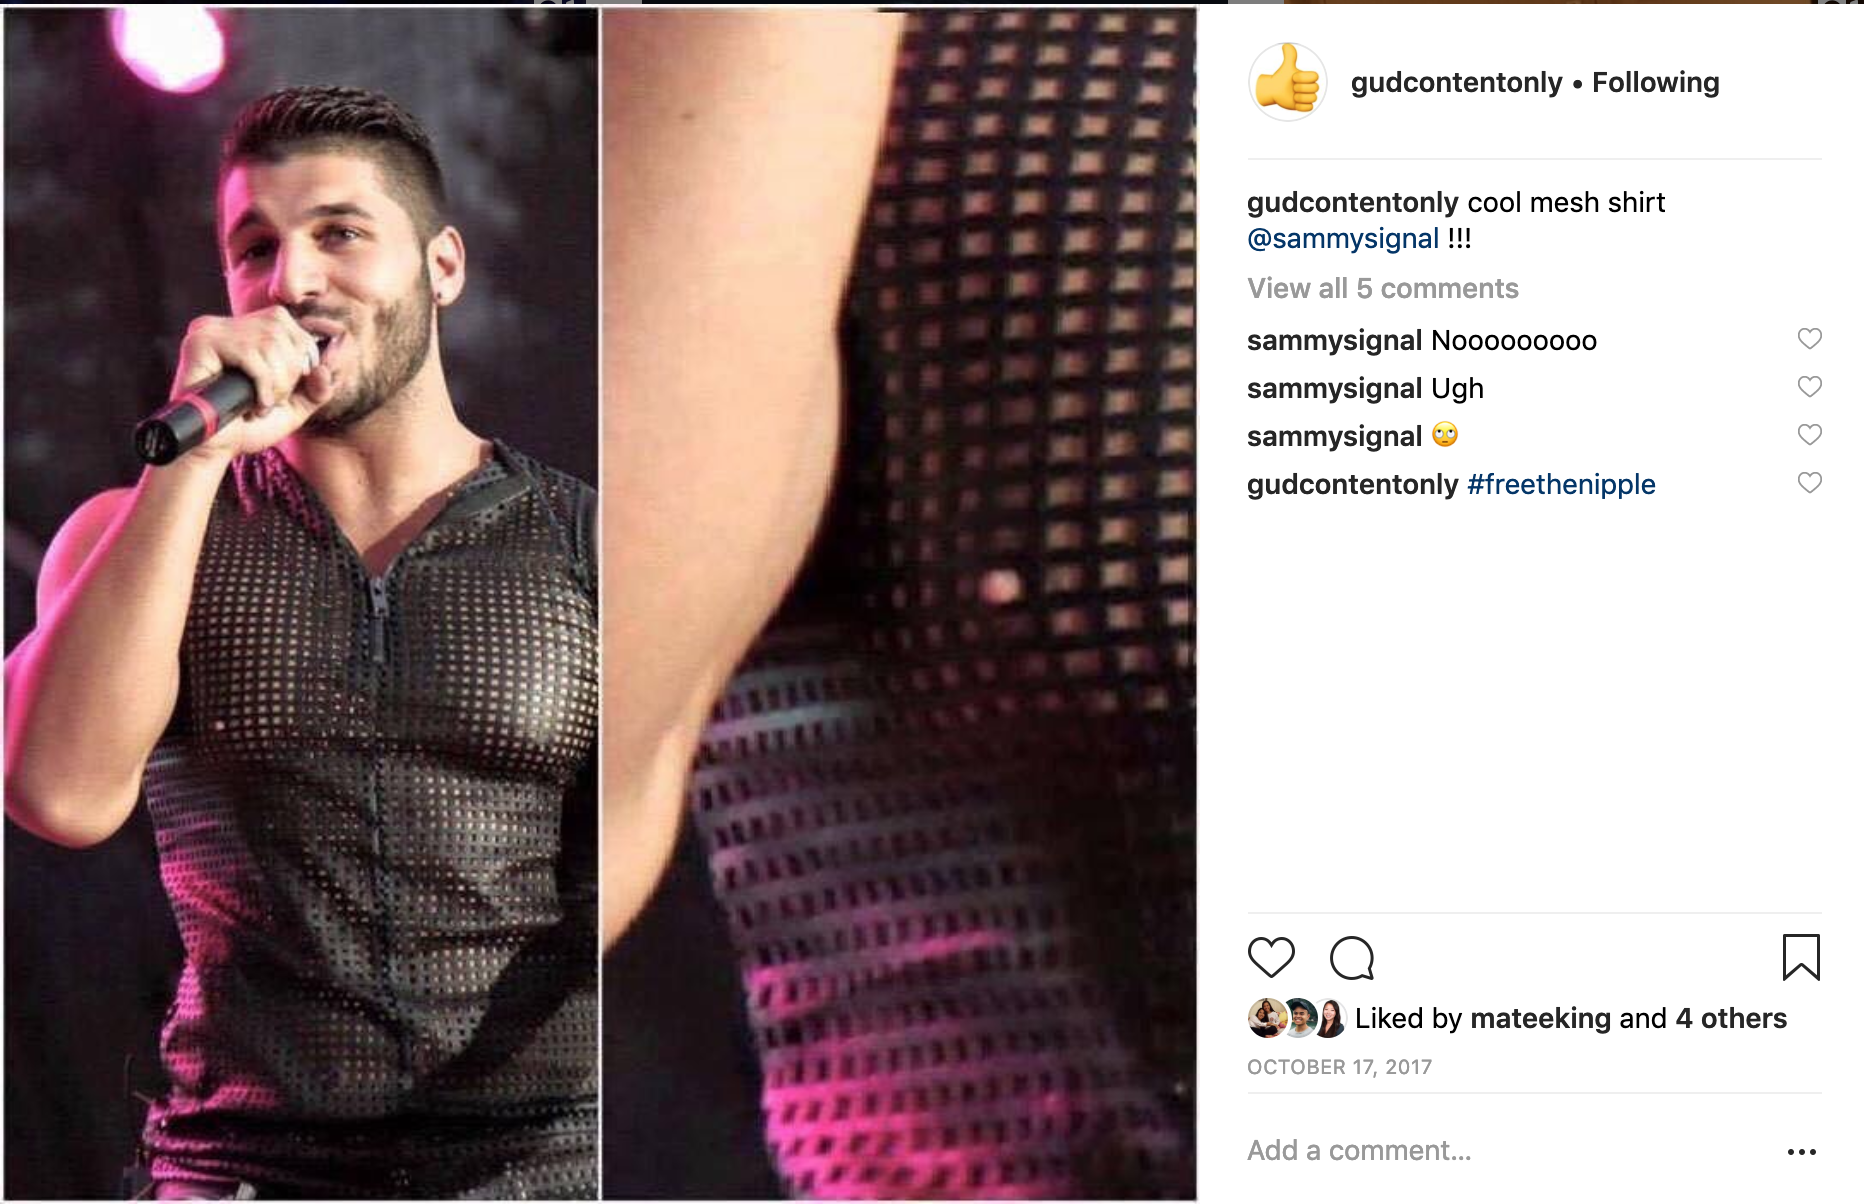 gudcontentonly • Following
gudcontentonly cool mesh shirt
@sammysignal !!!
View all 5 comments
sammysignal Nooooooooo
sammysignal Ugh
sammysignal 🙄
gudcontentonly #freethenipple
Liked by mateeking and 4 others
OCTOBER 17, 2017
Add a comment...